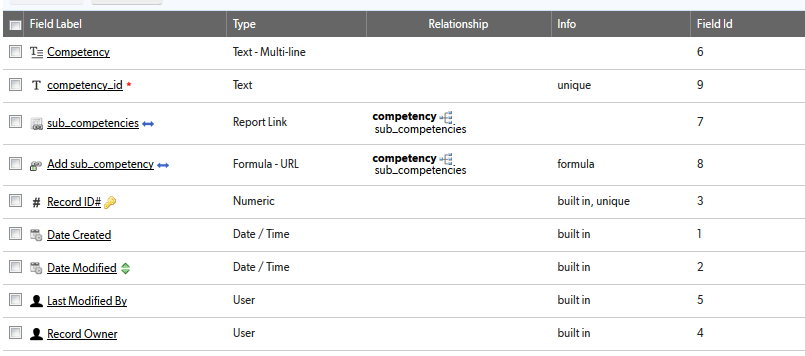 Field Label Type Relationship Info Field Id
Competency Text - Multi-line 6
competency_id * Text unique 9
sub_competencies Report Link competency sub_competencies 7
Add sub_competency Formula - URL competency sub_competencies formula 8
# Record ID# Numeric built in, unique 3
Date Created Date / Time built in 1
Date Modified Date / Time built in 2
Last Modified By User built in 5
Record Owner User built in 4